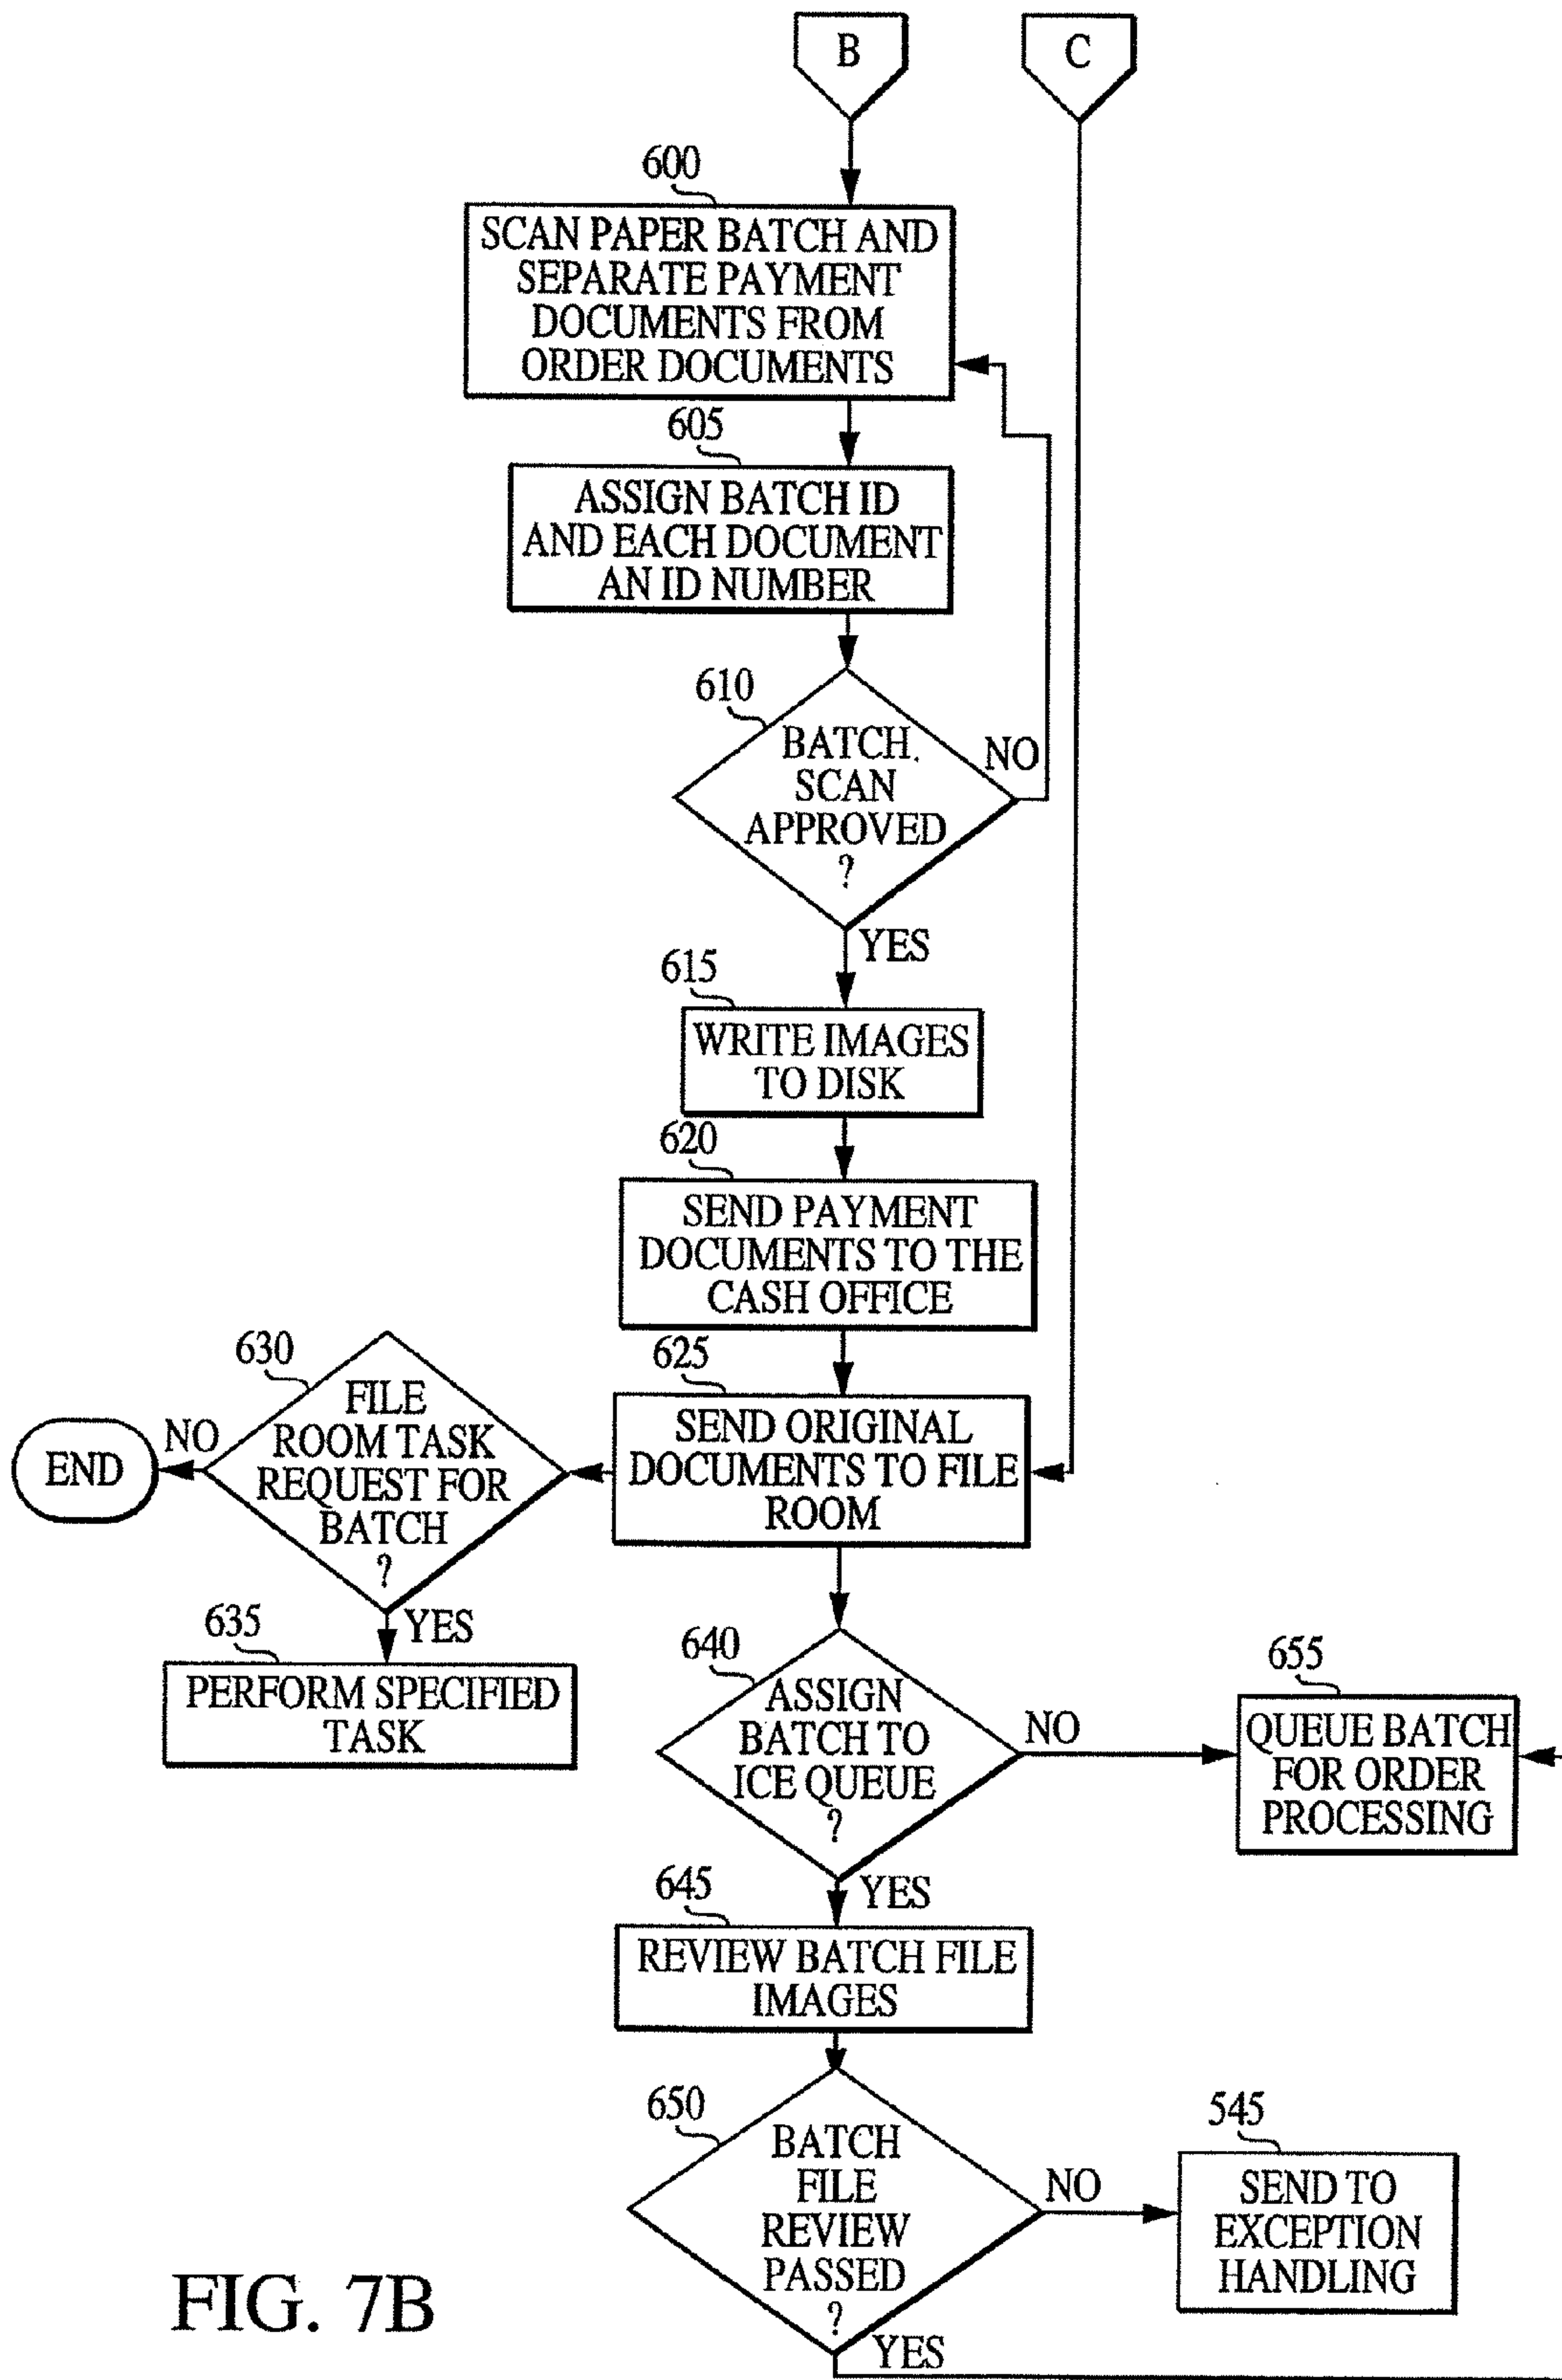 B
C
600
SCAN PAPER BATCH AND
SEPARATE PAYMENT
DOCUMENTS FROM
ORDER DOCUMENTS
605
ASSIGN BATCH ID
AND EACH DOCUMENT
AN ID NUMBER
610
BATCH
SCAN
APPROVED
?
NO
YES
615
WRITE IMAGES
TO DISK
620
SEND PAYMENT
DOCUMENTS TO THE
CASH OFFICE
625
SEND ORIGINAL
DOCUMENTS TO FILE
ROOM
630
FILE
ROOM TASK
REQUEST FOR
BATCH
?
NO
END
YES
635
PERFORM SPECIFIED
TASK
640
ASSIGN
BATCH TO
ICE QUEUE
?
NO
655
QUEUE BATCH
FOR ORDER
PROCESSING
YES
645
REVIEW BATCH FILE
IMAGES
650
BATCH
FILE
REVIEW
PASSED
?
NO
545
SEND TO
EXCEPTION
HANDLING
YES
FIG. 7B